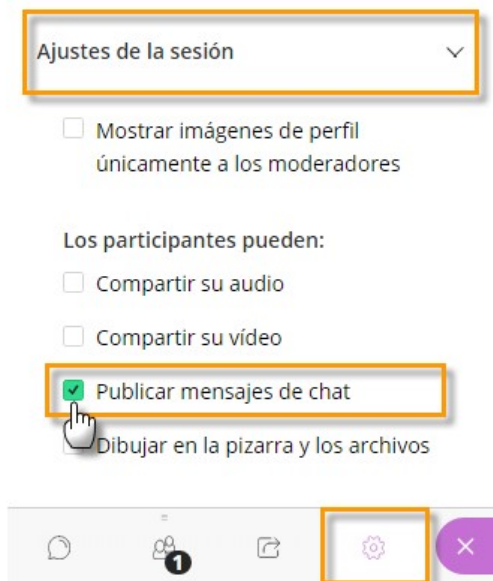 Ajustes de la sesión
Mostrar imágenes de perfil
únicamente a los moderadores
Los participantes pueden:
Compartir su audio
Compartir su vídeo
Publicar mensajes de chat
Dibujar en la pizarra y los archivos
1